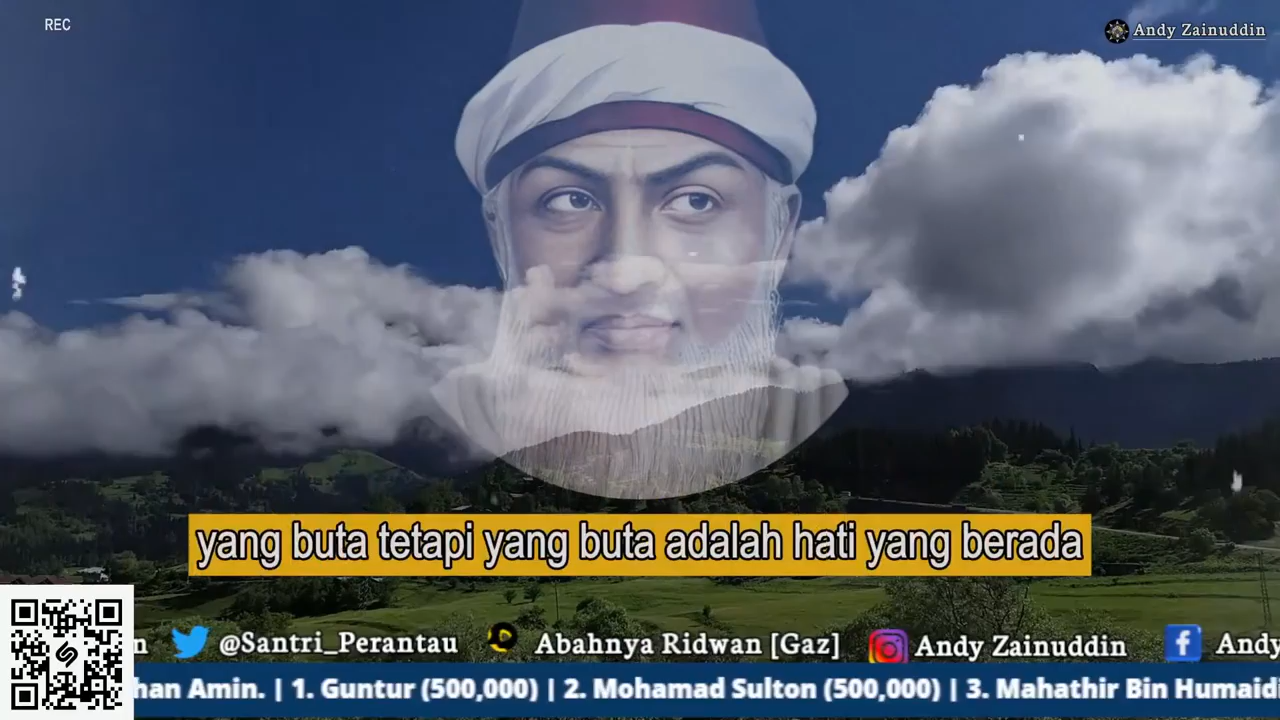 REC
Andy Zainuddin
yang buta tetapi yang buta adalah hati yang berada
n @Santri_Perantau Abahnya Ridwan [Gaz] Andy Zainuddin Andy
han Amin. | 1. Guntur (500,000) | 2. Mohamad Sulton (500,000) | 3. Mahathir Bin Humaid